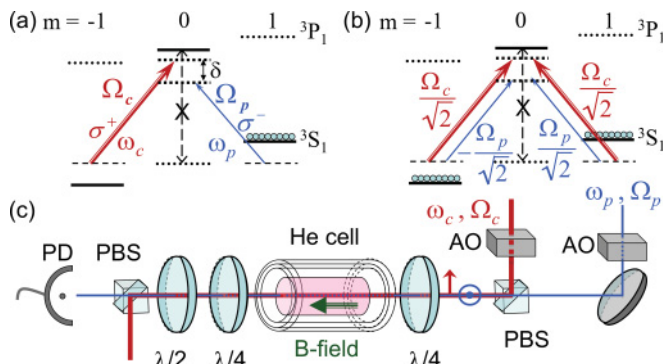 (a) m = -1 0 1 ³P₁
δ
Ω_c Ω_p
σ⁺ σ⁻
ω_c ω_p ³S₁
(b) m = -1 0 1 ³P₁
Ω_c/√2 Ω_c/√2
-Ω_p/√2 Ω_p/√2 ³S₁
(c) ω_c , Ω_c ω_p , Ω_p
PD PBS He cell AO AO
B-field PBS
λ/2 λ/4 λ/4